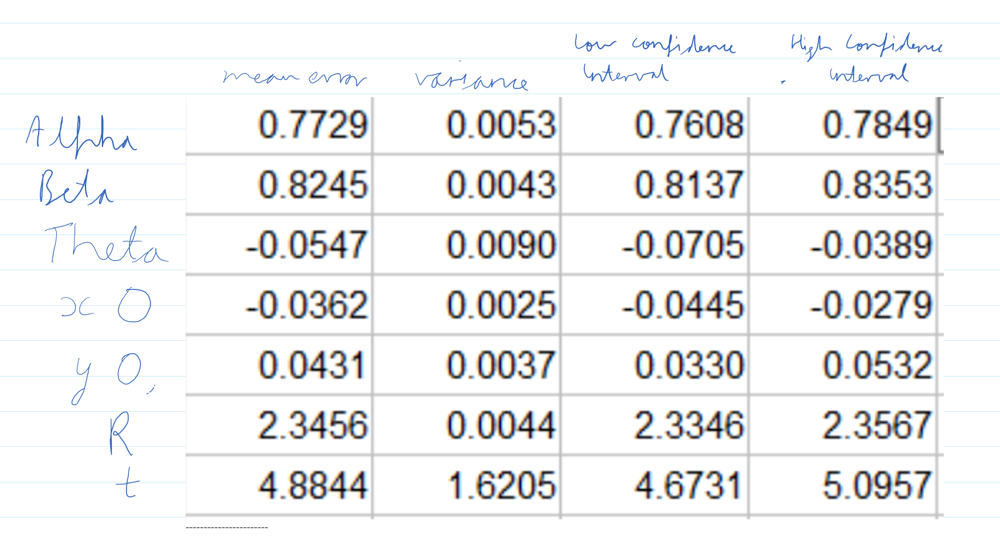 Low confidence High Confidence
mean error variance Interval interval
Alpha 0.7729 0.0053 0.7608 0.7849
Beta 0.8245 0.0043 0.8137 0.8353
Theta -0.0547 0.0090 -0.0705 -0.0389
x0 -0.0362 0.0025 -0.0445 -0.0279
y0 0.0431 0.0037 0.0330 0.0532
R 2.3456 0.0044 2.3346 2.3567
t 4.8844 1.6205 4.6731 5.0957